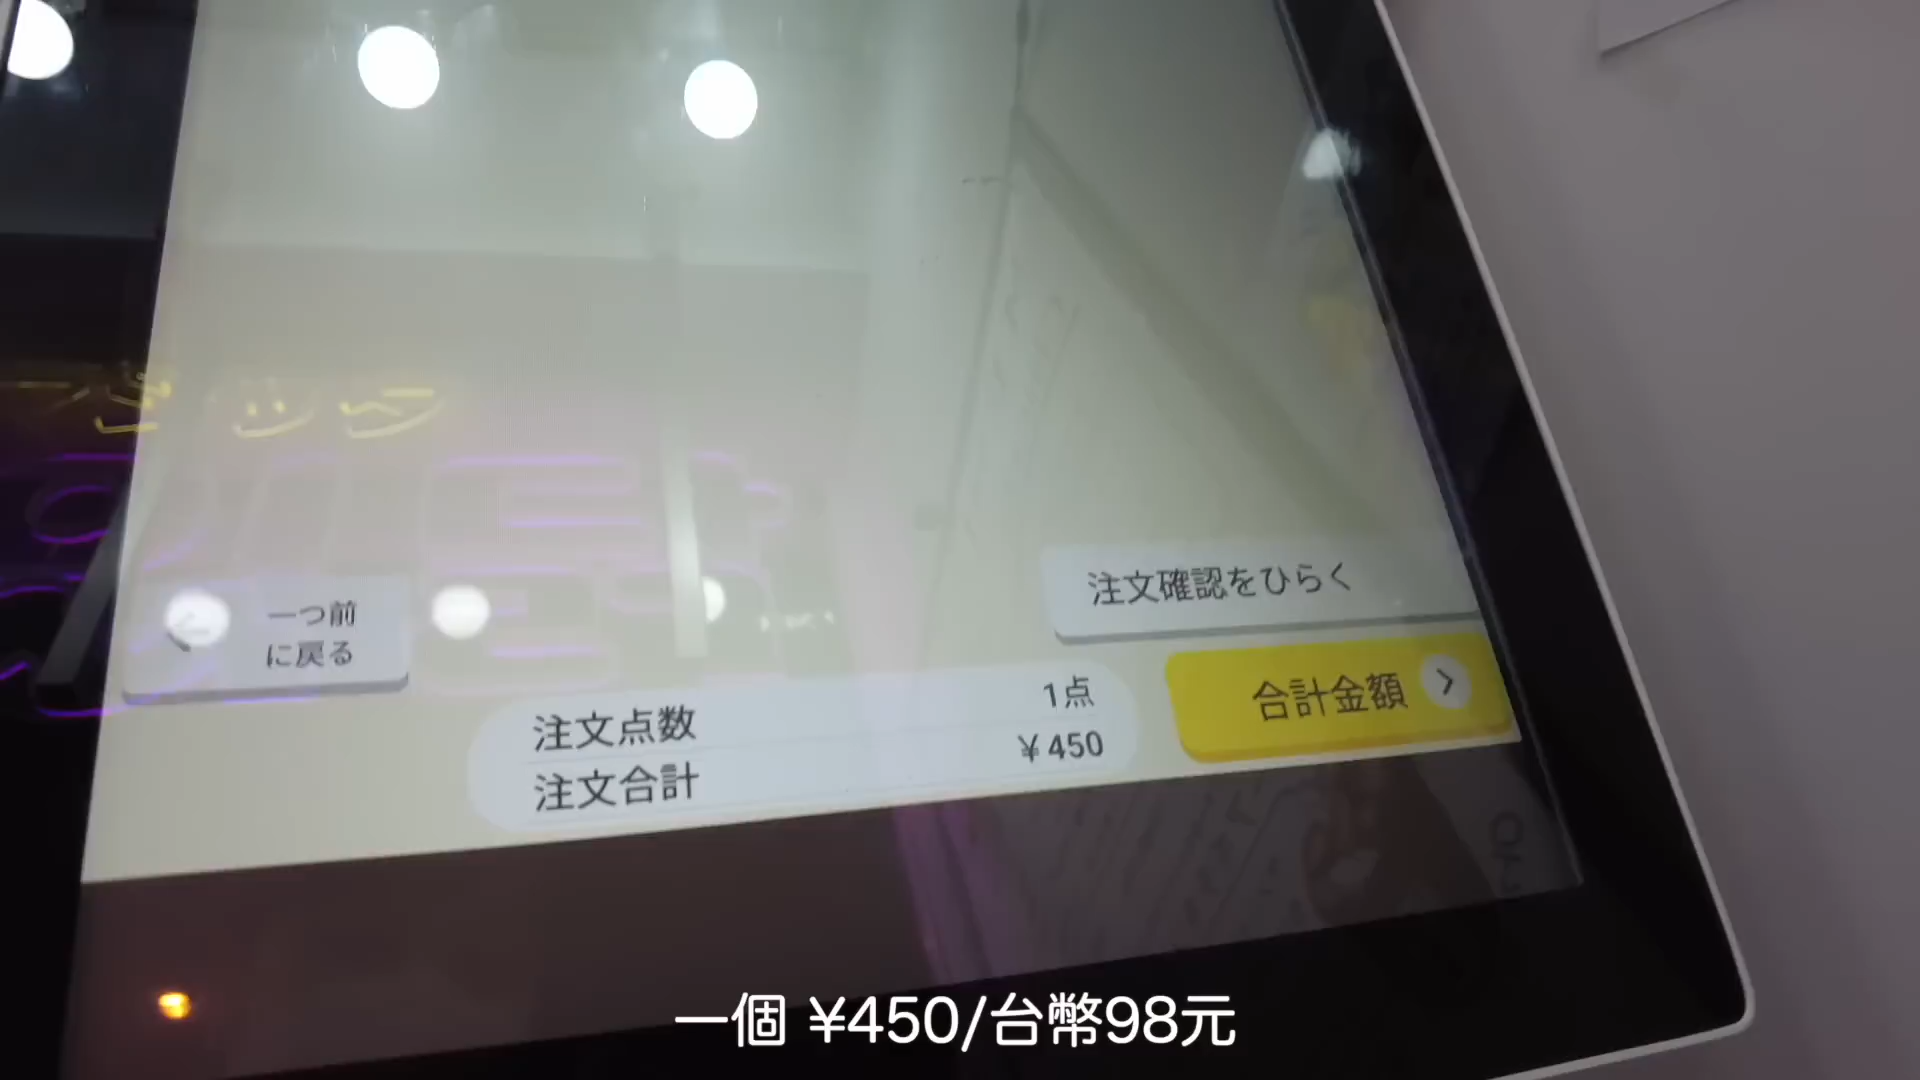 注文確認をひらく
一つ前
に戻る
注文点数 1点
注文合計 ¥450
合計金額
一個 ¥450/台幣98元